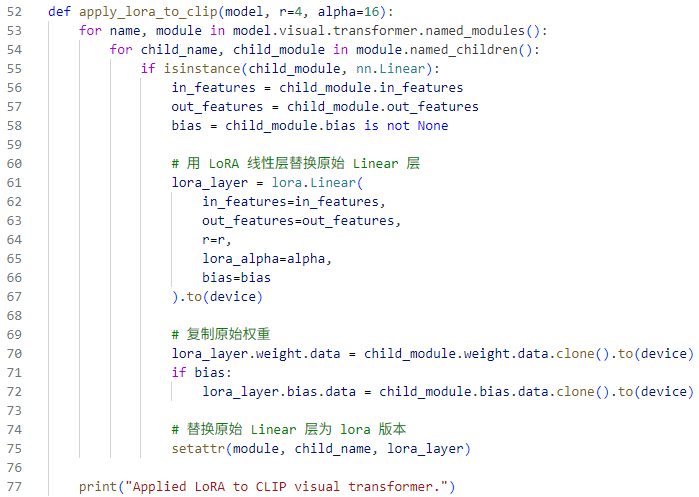 52 def apply_lora_to_clip(model, r=4, alpha=16):
53     for name, module in model.visual.transformer.named_modules():
54         for child_name, child_module in module.named_children():
55             if isinstance(child_module, nn.Linear):
56                 in_features = child_module.in_features
57                 out_features = child_module.out_features
58                 bias = child_module.bias is not None
59
60                 # 用 LoRA 线性层替换原始 Linear 层
61                 lora_layer = lora.Linear(
62                     in_features=in_features,
63                     out_features=out_features,
64                     r=r,
65                     lora_alpha=alpha,
66                     bias=bias
67                 ).to(device)
68
69                 # 复制原始权重
70                 lora_layer.weight.data = child_module.weight.data.clone().to(device)
71                 if bias:
72                     lora_layer.bias.data = child_module.bias.data.clone().to(device)
73
74                 # 替换原始 Linear 层为 lora 版本
75                 setattr(module, child_name, lora_layer)
76
77     print("Applied LoRA to CLIP visual transformer.")